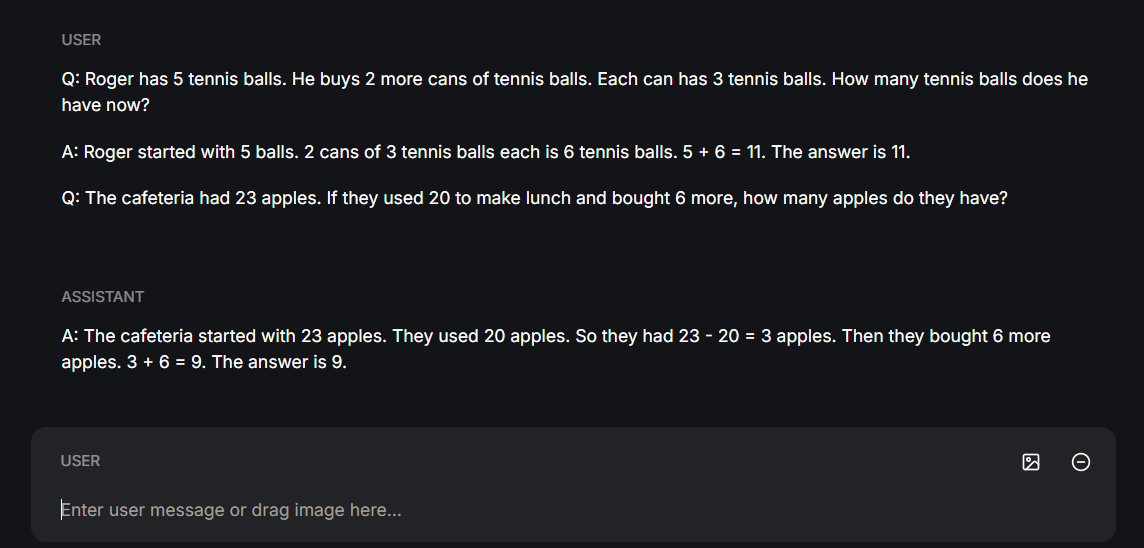 USER
Q: Roger has 5 tennis balls. He buys 2 more cans of tennis balls. Each can has 3 tennis balls. How many tennis balls does he
have now?
A: Roger started with 5 balls. 2 cans of 3 tennis balls each is 6 tennis balls. 5 + 6 = 11. The answer is 11.
Q: The cafeteria had 23 apples. If they used 20 to make lunch and bought 6 more, how many apples do they have?
ASSISTANT
A: The cafeteria started with 23 apples. They used 20 apples. So they had 23 - 20 = 3 apples. Then they bought 6 more
apples. 3 + 6 = 9. The answer is 9.
USER
Enter user message or drag image here...